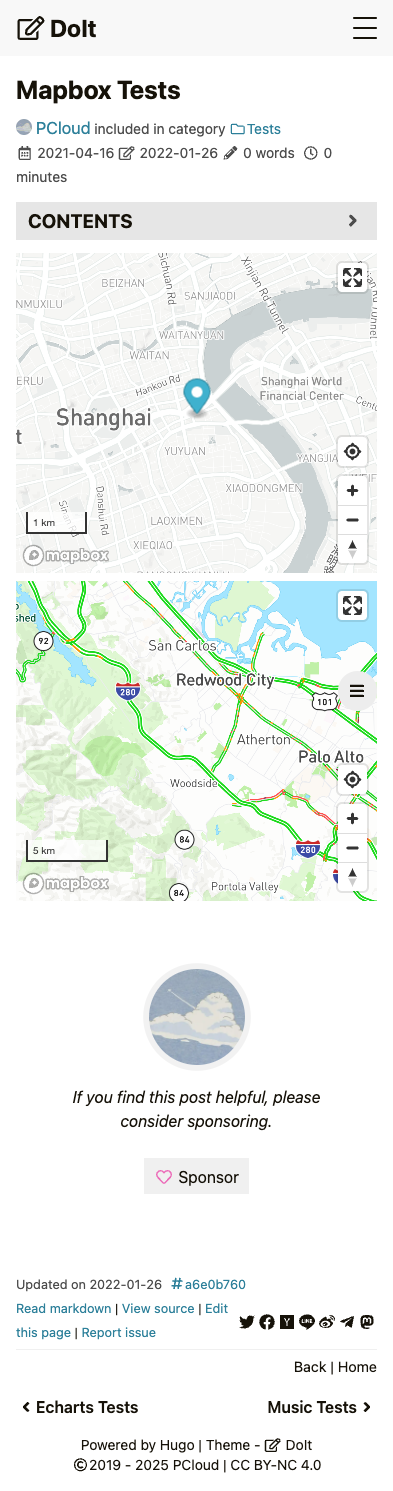 DoIt
Mapbox Tests
PCloud included in category Tests
2021-04-16 2022-01-26 0 words 0
minutes
CONTENTS
BEIZHAN
Sichuan Rd
Xinjian Rd Tunnel
SANJIAODI
WAITANYUAN
WAITAN
Hankou Rd
Shanghai World
Financial Center
Shanghai
YUYUAN
XIAODONGMEN
Danshui Rd
LAOXIMEN
XIEQIAO
1 km
mapbox
92
San Carlos
280
Redwood City
101
Atherton
Palo Alto
Woodside
84
280
5 km
Portola Valley
84
mapbox
If you find this post helpful, please
consider sponsoring.
Sponsor
Updated on 2022-01-26 #a6e0b760
Read markdown | View source | Edit
this page | Report issue
Back | Home
Echarts Tests
Music Tests
Powered by Hugo | Theme - DoIt
© 2019 - 2025 PCloud | CC BY-NC 4.0